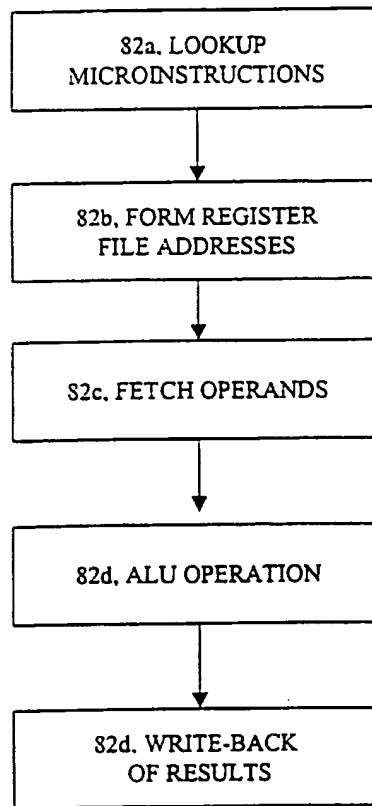 82a. LOOKUP
MICROINSTRUCTIONS
82b, FORM REGISTER
FILE ADDRESSES
82c, FETCH OPERANDS
82d, ALU OPERATION
82d. WRITE-BACK
OF RESULTS